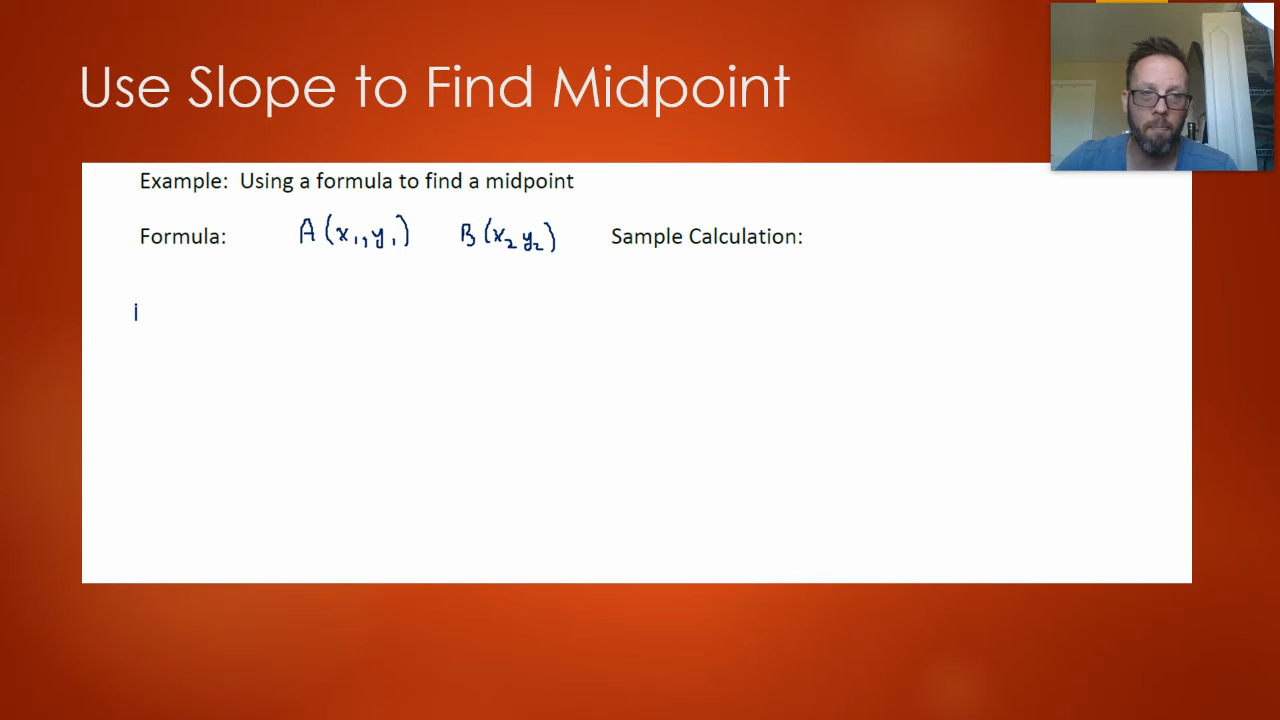 Use Slope to Find Midpoint
Example: Using a formula to find a midpoint
Formula: A(x₁,y₁) B(x₂ y₂) Sample Calculation:
i